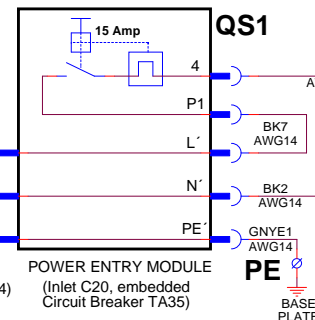 QS1
15 Amp
4
A
P1
BK7
AWG14
L´
N´
BK2
AWG14
PE´
GNYE1
AWG14
POWER ENTRY MODULE
PE
(Inlet C20, embedded
Circuit Breaker TA35)
4)
BASE
PLATE